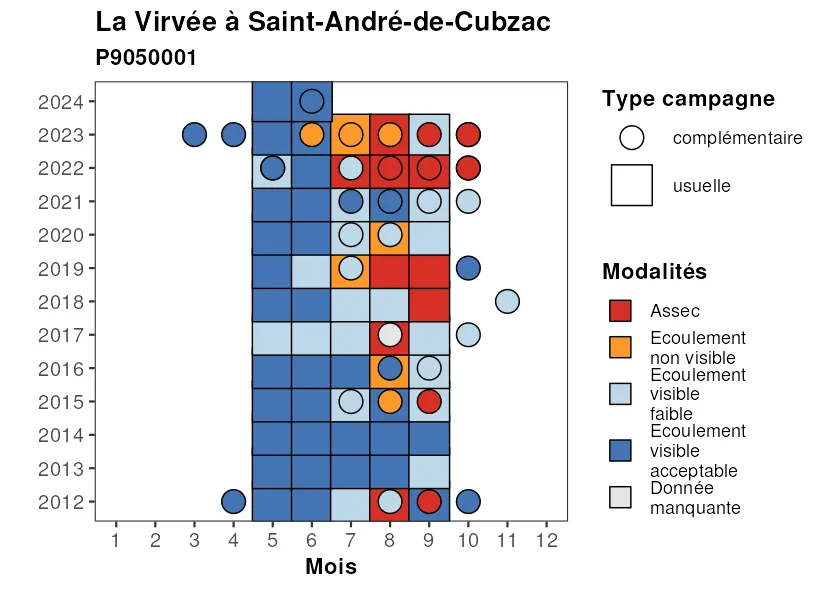 La Virvée à Saint-André-de-Cubzac
P9050001
2024
2023
2022
2021
2020
2019
2018
2017
2016
2015
2014
2013
2012
1 2 3 4 5 6 7 8 9 10 11 12
Mois
Type campagne
complémentaire
usuelle
Modalités
Assec
Ecoulement
non visible
Ecoulement
visible
faible
Ecoulement
visible
acceptable
Donnée
manquante